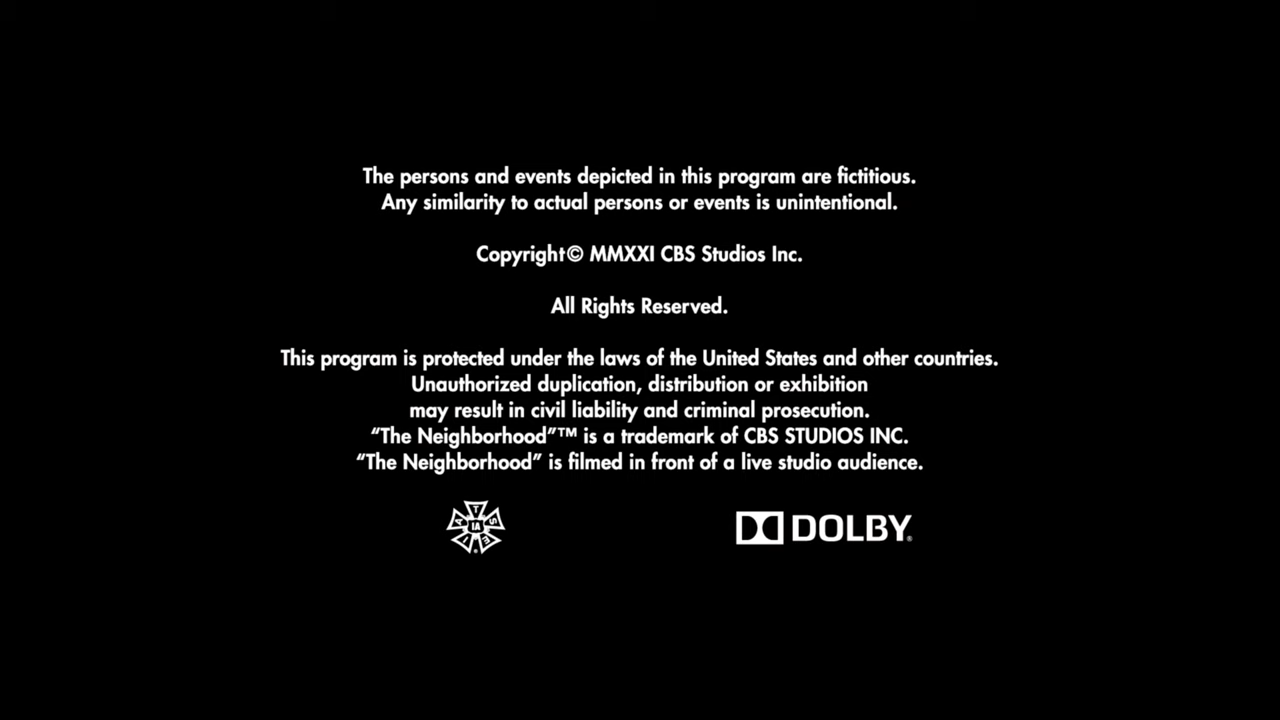 The persons and events depicted in this program are fictitious.
Any similarity to actual persons or events is unintentional.
Copyright© MMXXI CBS Studios Inc.
All Rights Reserved.
This program is protected under the laws of the United States and other countries.
Unauthorized duplication, distribution or exhibition
may result in civil liability and criminal prosecution.
“The Neighborhood”™ is a trademark of CBS STUDIOS INC.
“The Neighborhood” is filmed in front of a live studio audience.
IATSE IA ® DOLBY®